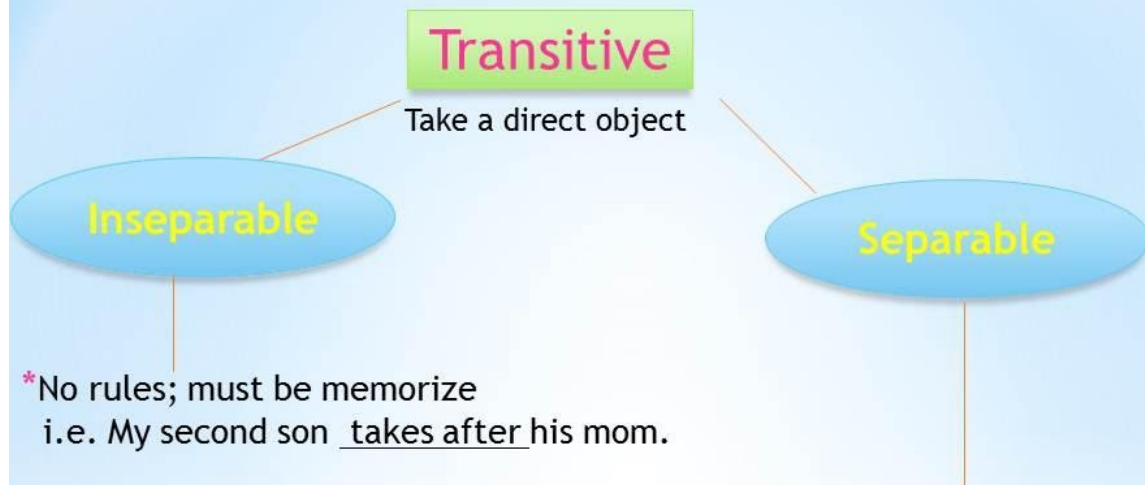 Transitive
Take a direct object
Inseparable
Separable
*No rules; must be memorize
i.e. My second son takes after his mom.